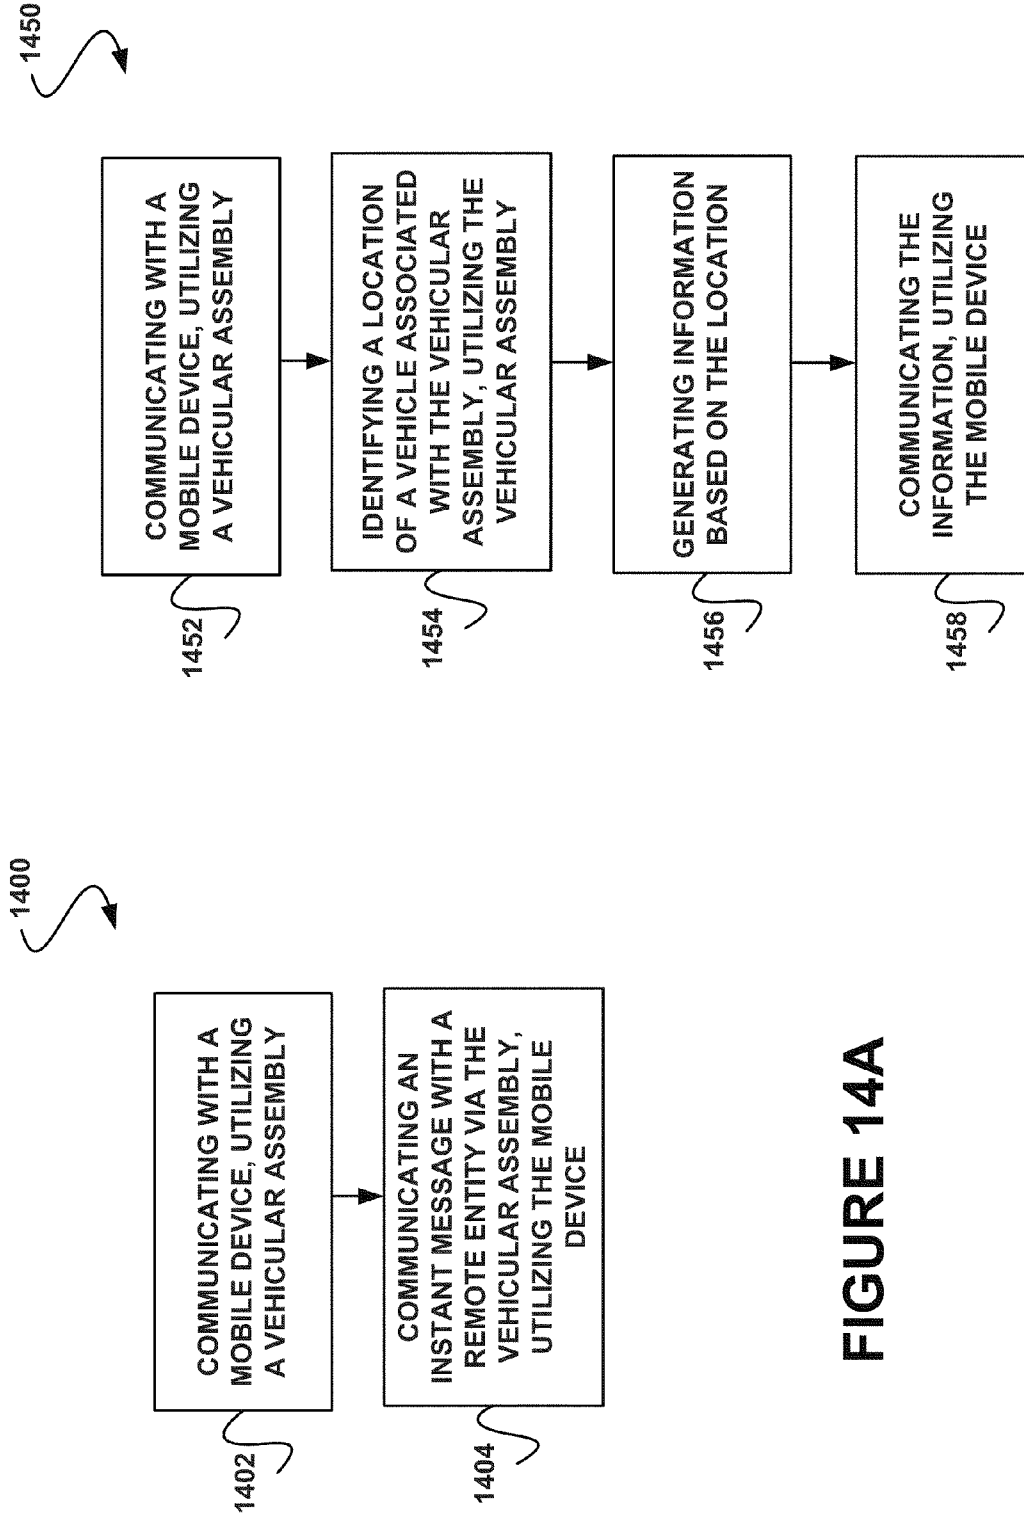 1400
COMMUNICATING WITH A
MOBILE DEVICE, UTILIZING
A VEHICULAR ASSEMBLY
1402
COMMUNICATING AN
INSTANT MESSAGE WITH A
REMOTE ENTITY VIA THE
VEHICULAR ASSEMBLY,
UTILIZING THE MOBILE
DEVICE
1404
FIGURE 14A
1450
COMMUNICATING WITH A
MOBILE DEVICE, UTILIZING
A VEHICULAR ASSEMBLY
1452
IDENTIFYING A LOCATION
OF A VEHICLE ASSOCIATED
WITH THE VEHICULAR
ASSEMBLY, UTILIZING THE
VEHICULAR ASSEMBLY
1454
GENERATING INFORMATION
BASED ON THE LOCATION
1456
COMMUNICATING THE
INFORMATION, UTILIZING
THE MOBILE DEVICE
1458